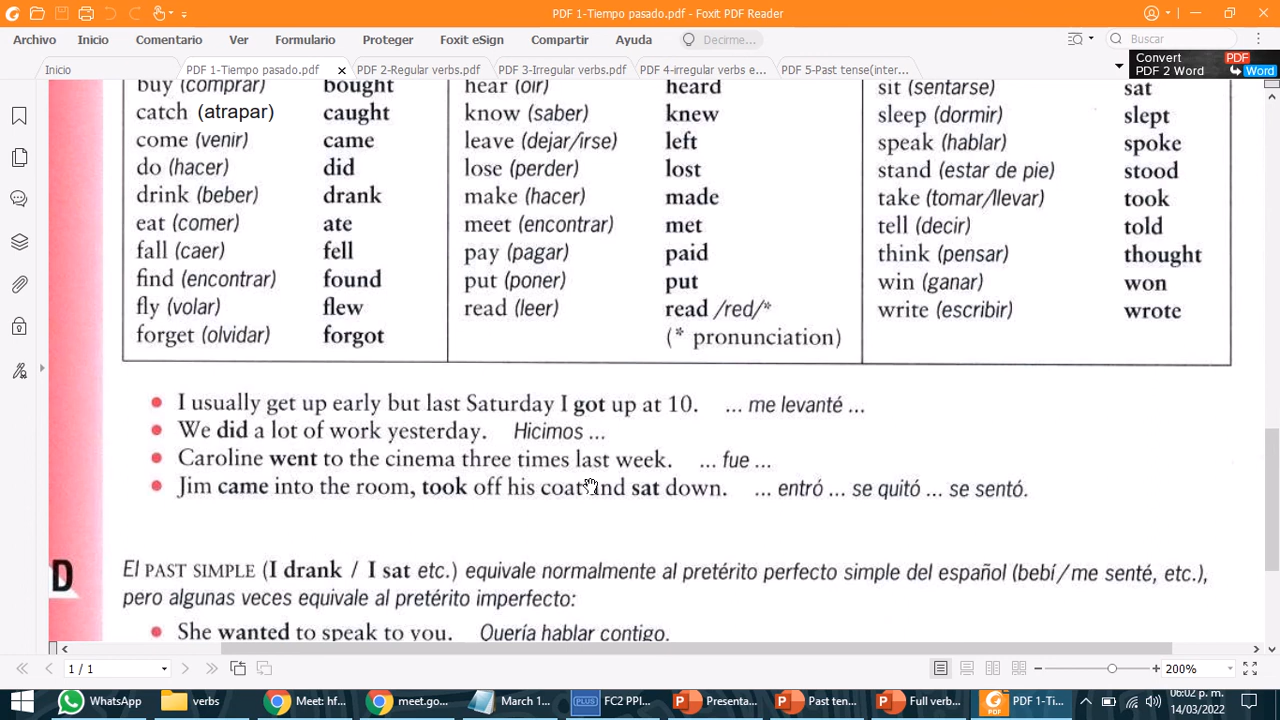 PDF 1-Tiempo pasado.pdf - Foxit PDF Reader
Archivo Inicio Comentario Ver Formulario Proteger Foxit eSign Compartir Ayuda Decirme... Buscar
Inicio PDF 1-Tiempo pasado.pdf PDF 2-Regular verbs.pdf PDF 3-Irregular verbs.pdf PDF 4-irregular verbs e... PDF 5-Past tense(inter...
Convert PDF
PDF 2 Word Word
buy (comprar) bought hear (oír) heard sit (sentarse) sat
catch (atrapar) caught know (saber) knew sleep (dormir) slept
come (venir) came leave (dejar/irse) left speak (hablar) spoke
do (hacer) did lose (perder) lost stand (estar de pie) stood
drink (beber) drank make (hacer) made take (tomar/llevar) took
eat (comer) ate meet (encontrar) met tell (decir) told
fall (caer) fell pay (pagar) paid think (pensar) thought
find (encontrar) found put (poner) put win (ganar) won
fly (volar) flew read (leer) read /red/* write (escribir) wrote
forget (olvidar) forgot (* pronunciation)
• I usually get up early but last Saturday I got up at 10. ... me levanté ...
• We did a lot of work yesterday. Hicimos ...
• Caroline went to the cinema three times last week. ... fue ...
• Jim came into the room, took off his coat and sat down. ... entró ... se quitó ... se sentó.
D El PAST SIMPLE (I drank / I sat etc.) equivale normalmente al pretérito perfecto simple del español (bebí/me senté, etc.),
pero algunas veces equivale al pretérito imperfecto:
• She wanted to speak to you. Quería hablar contigo.
1 / 1 200%
WhatsApp verbs Meet: hf... meet.goo... March 1... PLUS FC2 PPI... Presenta... Past ten... Full verb... PDF 1-Ti... 06:02 p. m.
14/03/2022